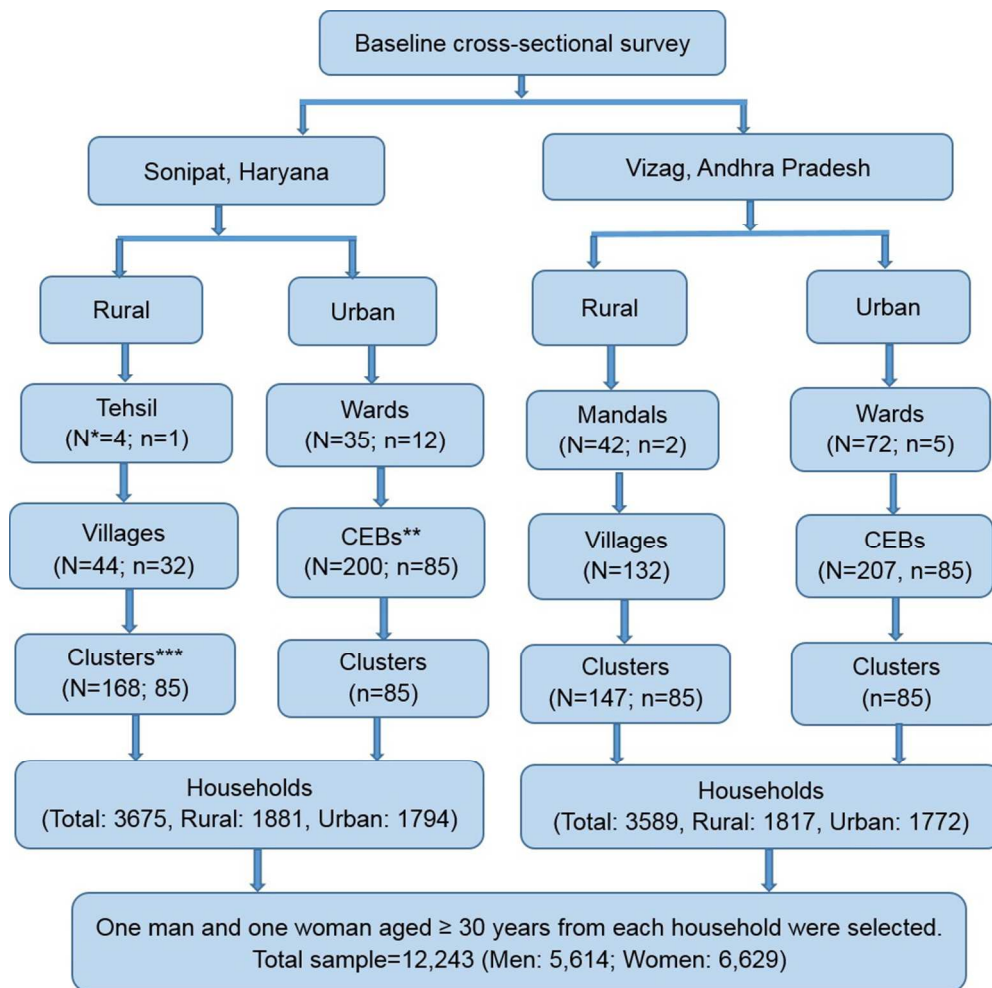 Baseline cross-sectional survey
Sonipat, Haryana
Vizag, Andhra Pradesh
Rural
Urban
Rural
Urban
Tehsil
(N*=4; n=1)
Wards
(N=35; n=12)
Mandals
(N=42; n=2)
Wards
(N=72; n=5)
Villages
(N=44; n=32)
CEBs**
(N=200; n=85)
Villages
(N=132)
CEBs
(N=207, n=85)
Clusters***
(N=168; 85)
Clusters
(n=85)
Clusters
(N=147; n=85)
Clusters
(n=85)
Households
(Total: 3675, Rural: 1881, Urban: 1794)
Households
(Total: 3589, Rural: 1817, Urban: 1772)
One man and one woman aged ≥ 30 years from each household were selected.
Total sample=12,243 (Men: 5,614; Women: 6,629)